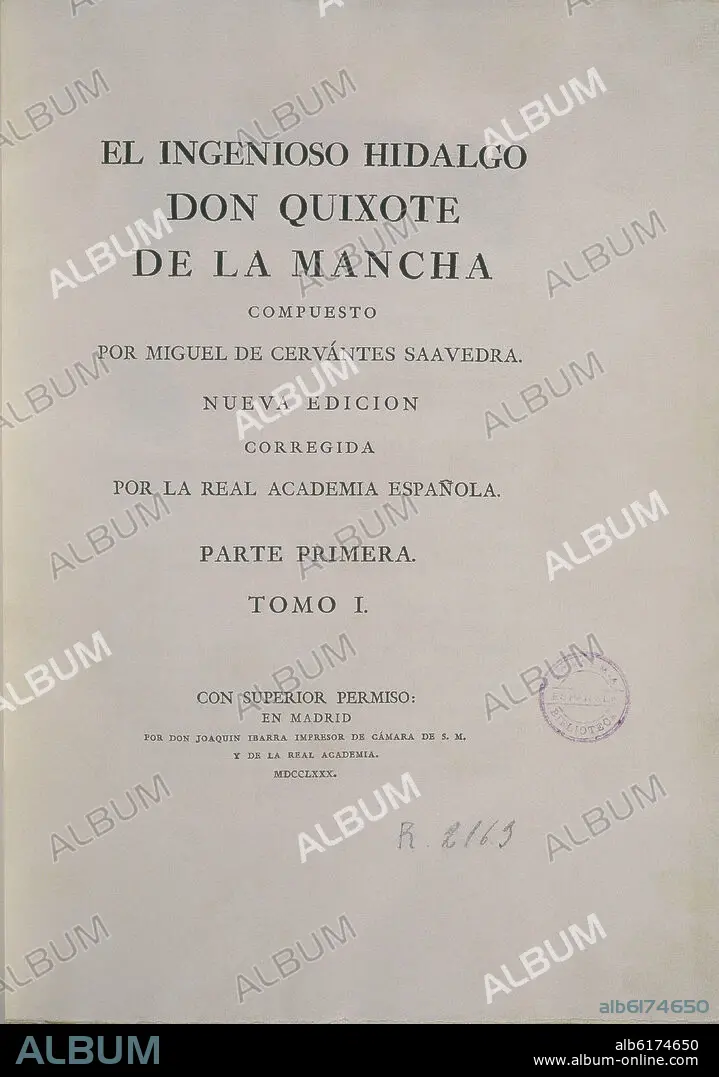 EL INGENIOSO HIDALGO
DON QUIXOTE
DE LA MANCHA
COMPUESTO
POR MIGUEL DE CERVÁNTES SAAVEDRA.
NUEVA EDICION
CORREGIDA
POR LA REAL ACADEMIA ESPAÑOLA.
PARTE PRIMERA.
TOMO I.
CON SUPERIOR PERMISO:
EN MADRID
POR DON JOAQUIN IBARRA IMPRESOR DE CÁMARA DE S. M.
Y DE LA REAL ACADEMIA.
MDCCLXXX.
R. 2163
alb6174650
ALBUM
alb6174650
www.album-online.com